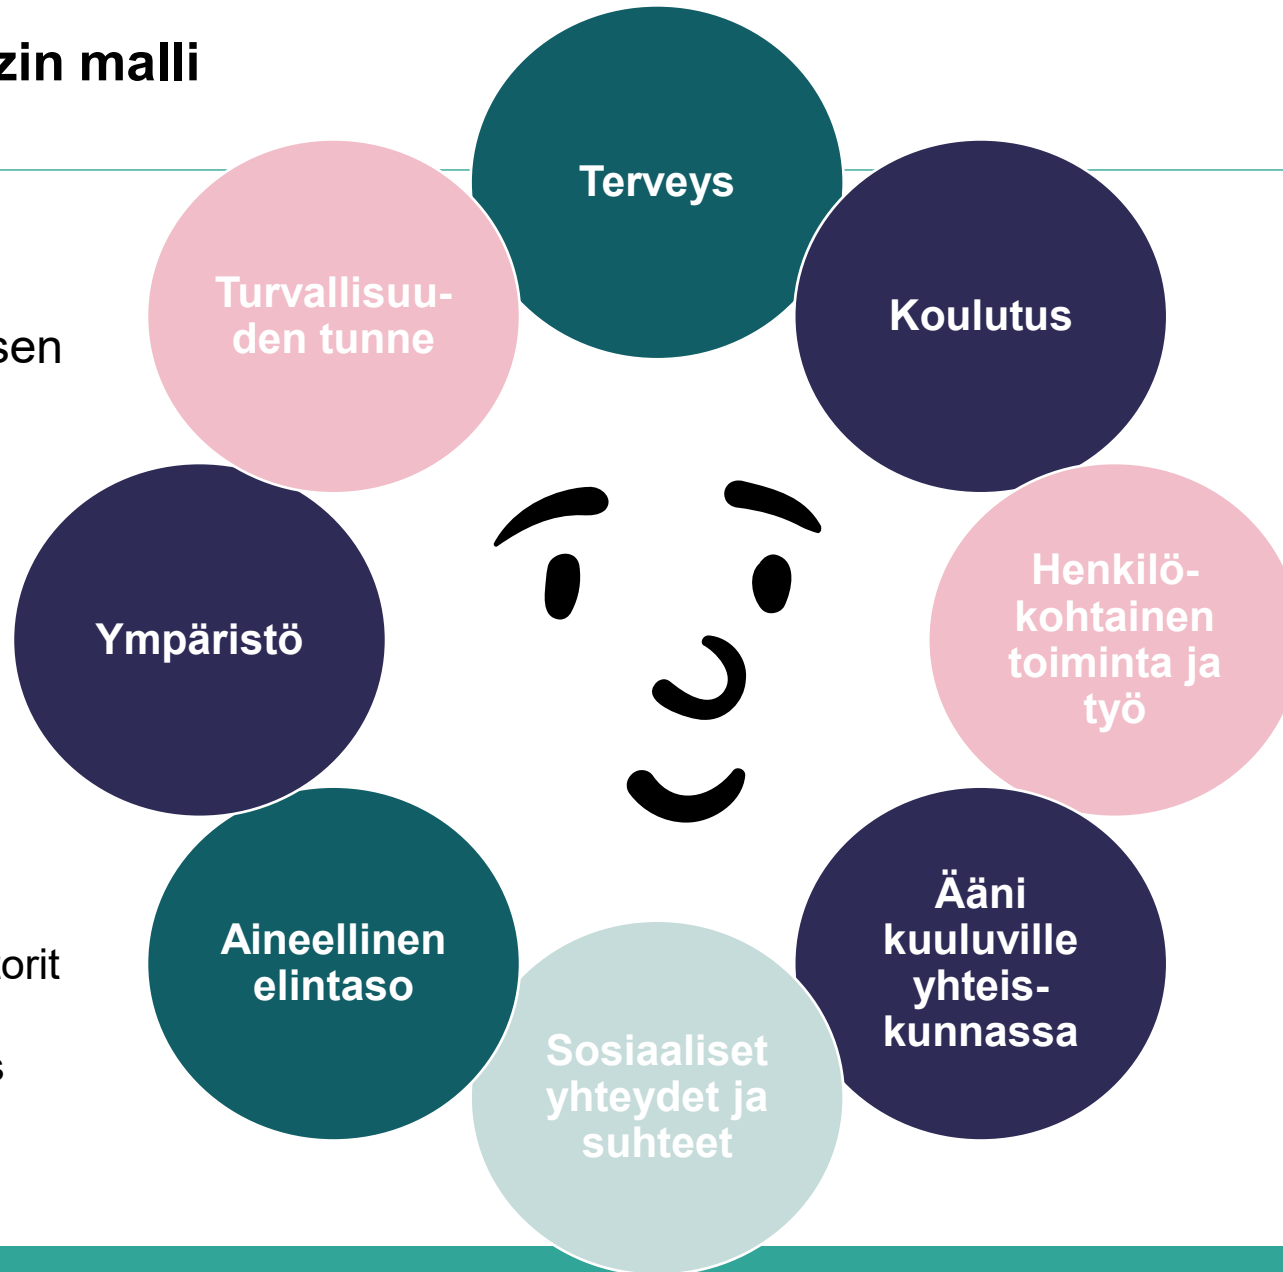 zin malli
sen
torit
s
Terveys
Koulutus
Henkilö-
kohtainen
toiminta ja
työ
Ääni
kuuluville
yhteis-
kunnassa
Sosiaaliset
yhteydet ja
suhteet
Aineellinen
elintaso
Ympäristö
Turvallisuu-
den tunne